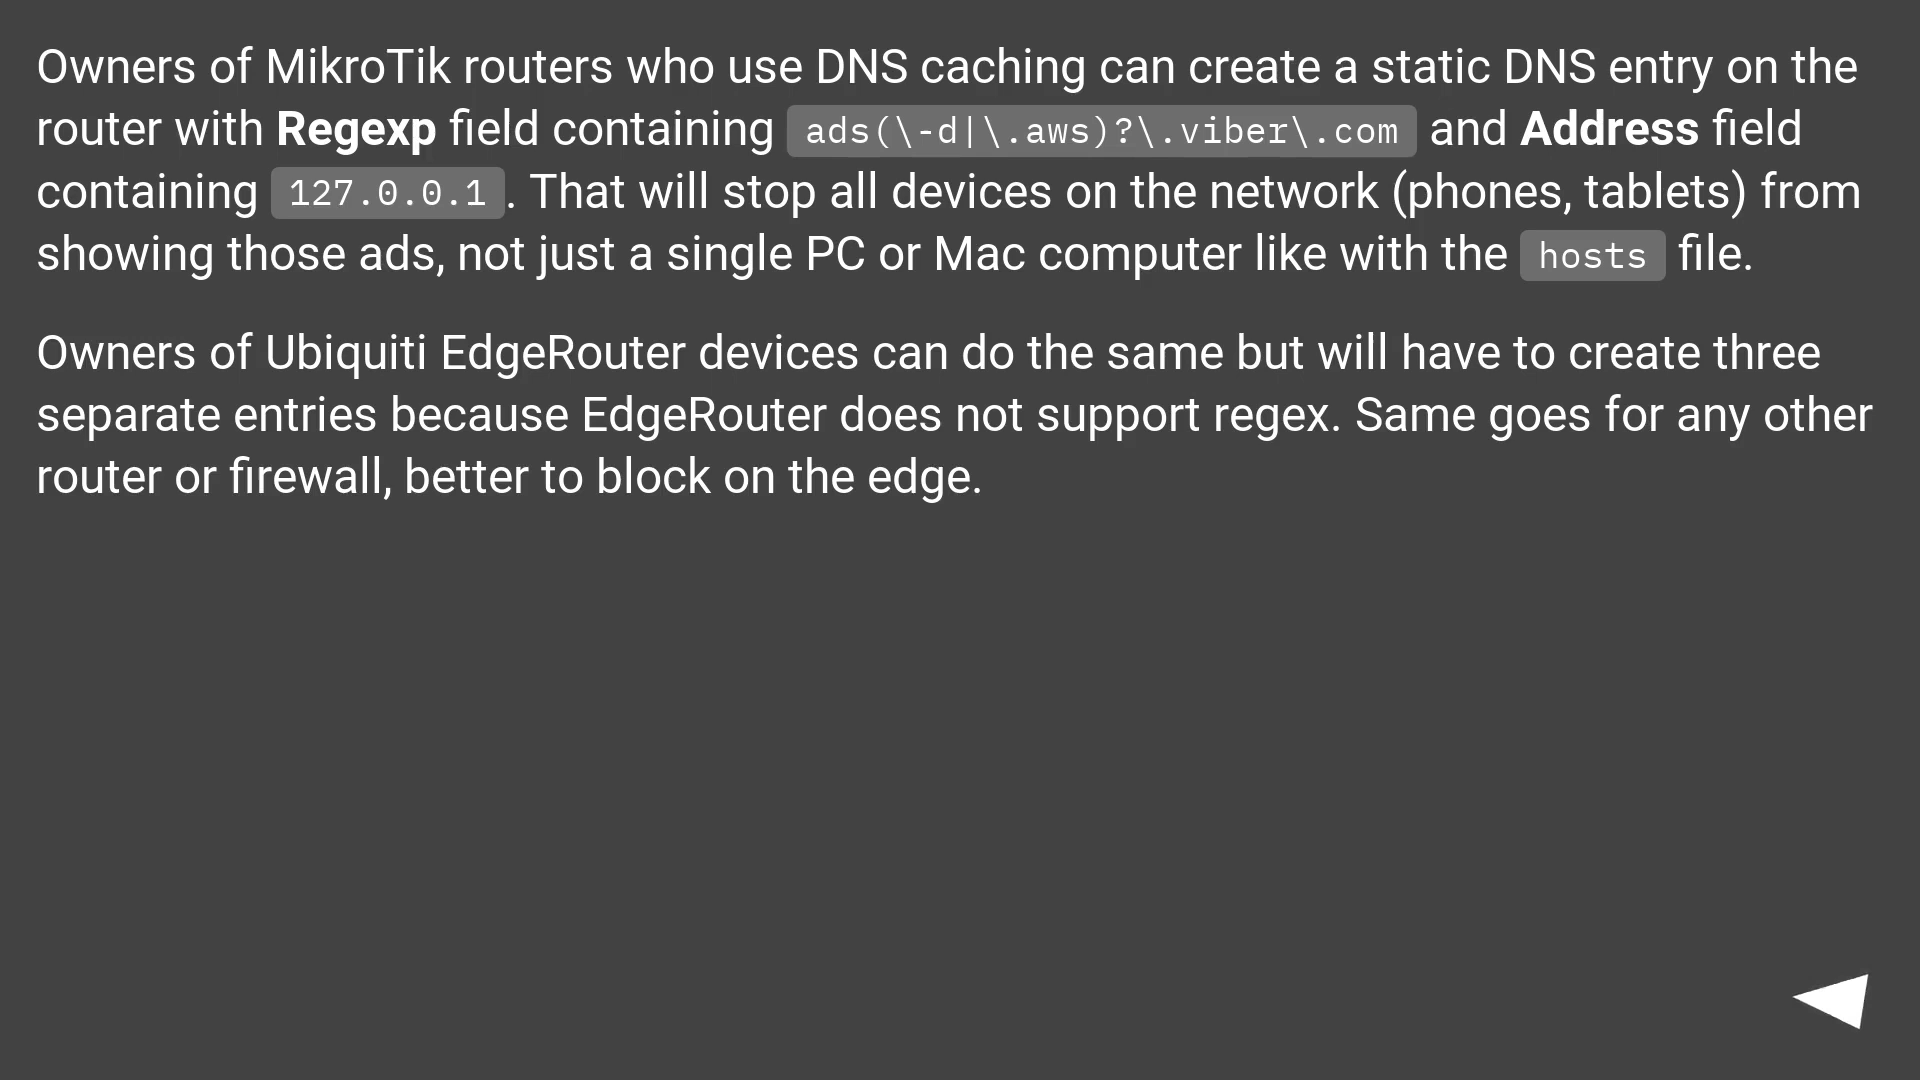 Owners of MikroTik routers who use DNS caching can create a static DNS entry on the
router with Regexp field containing ads(\-d|\.aws)?\.viber\.com and Address field
containing 127.0.0.1. That will stop all devices on the network (phones, tablets) from
showing those ads, not just a single PC or Mac computer like with the hosts file.
Owners of Ubiquiti EdgeRouter devices can do the same but will have to create three
separate entries because EdgeRouter does not support regex. Same goes for any other
router or firewall, better to block on the edge.